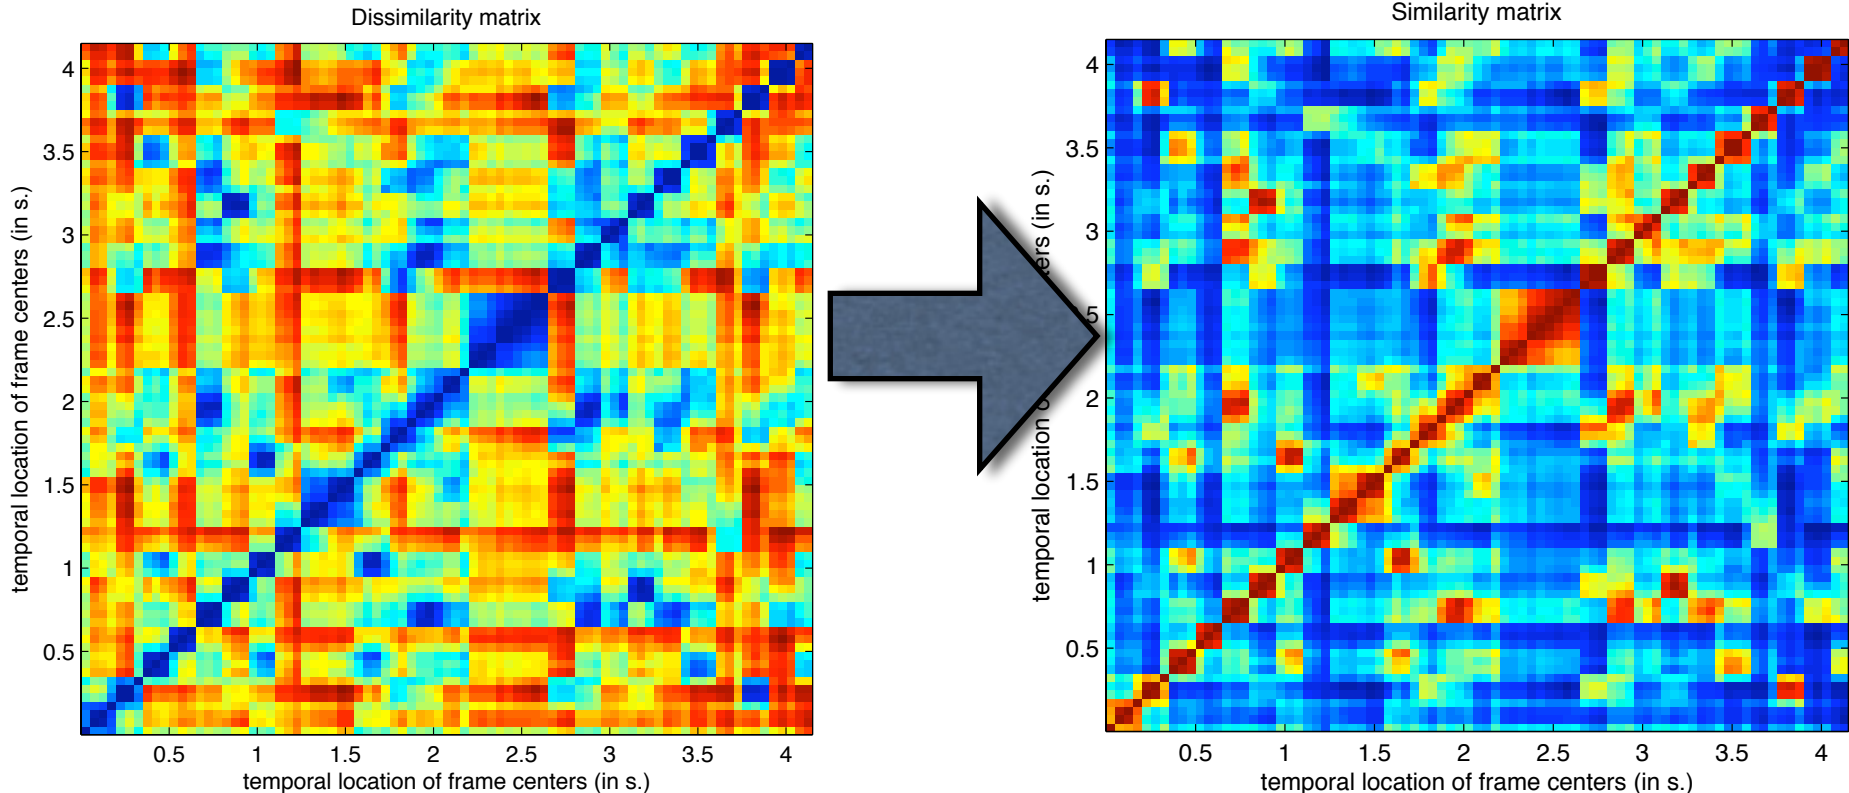 Dissimilarity matrix
4
3.5
3
2.5
2
1.5
1
0.5
0.5 1 1.5 2 2.5 3 3.5 4
temporal location of frame centers (in s.)
temporal location of frame centers (in s.)
Similarity matrix
4
3.5
3
5
2
1.5
1
0.5
0.5 1 1.5 2 2.5 3 3.5 4
temporal location of frame centers (in s.)
temporal location o ters (in s.)